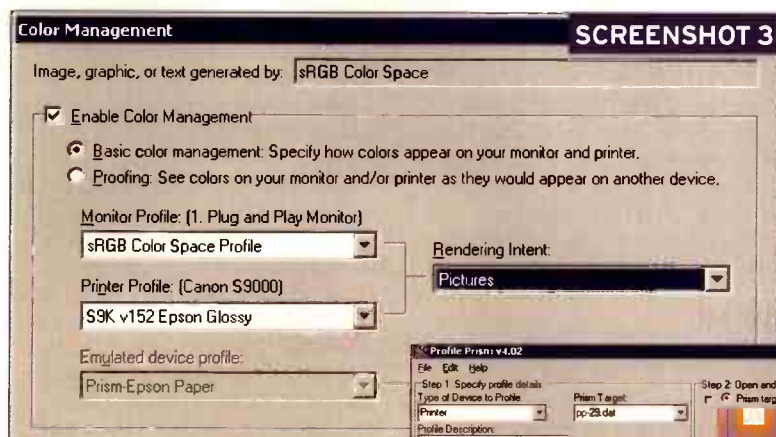 Color Management
SCREENSHOT 3
Image, graphic, or text generated by: sRGB Color Space
Enable Color Management
Basic color management: Specify how colors appear on your monitor and printer.
Proofing: See colors on your monitor and/or printer as they would appear on another device.
Monitor Profile: (1. Plug and Play Monitor)
sRGB Color Space Profile
Rendering Intent:
Pictures
Printer Profile: (Canon S9000)
S9K v152 Epson Glossy
Emulated device profile:
Prism-Epson Paper
Profile Prism v4.02
File Edit Help
Step 1 Specify profile details
Step 2 Open and
Type of Device to Profile
Prism Target
Prism targ
Printer
pp-29.dat
Profile Description: